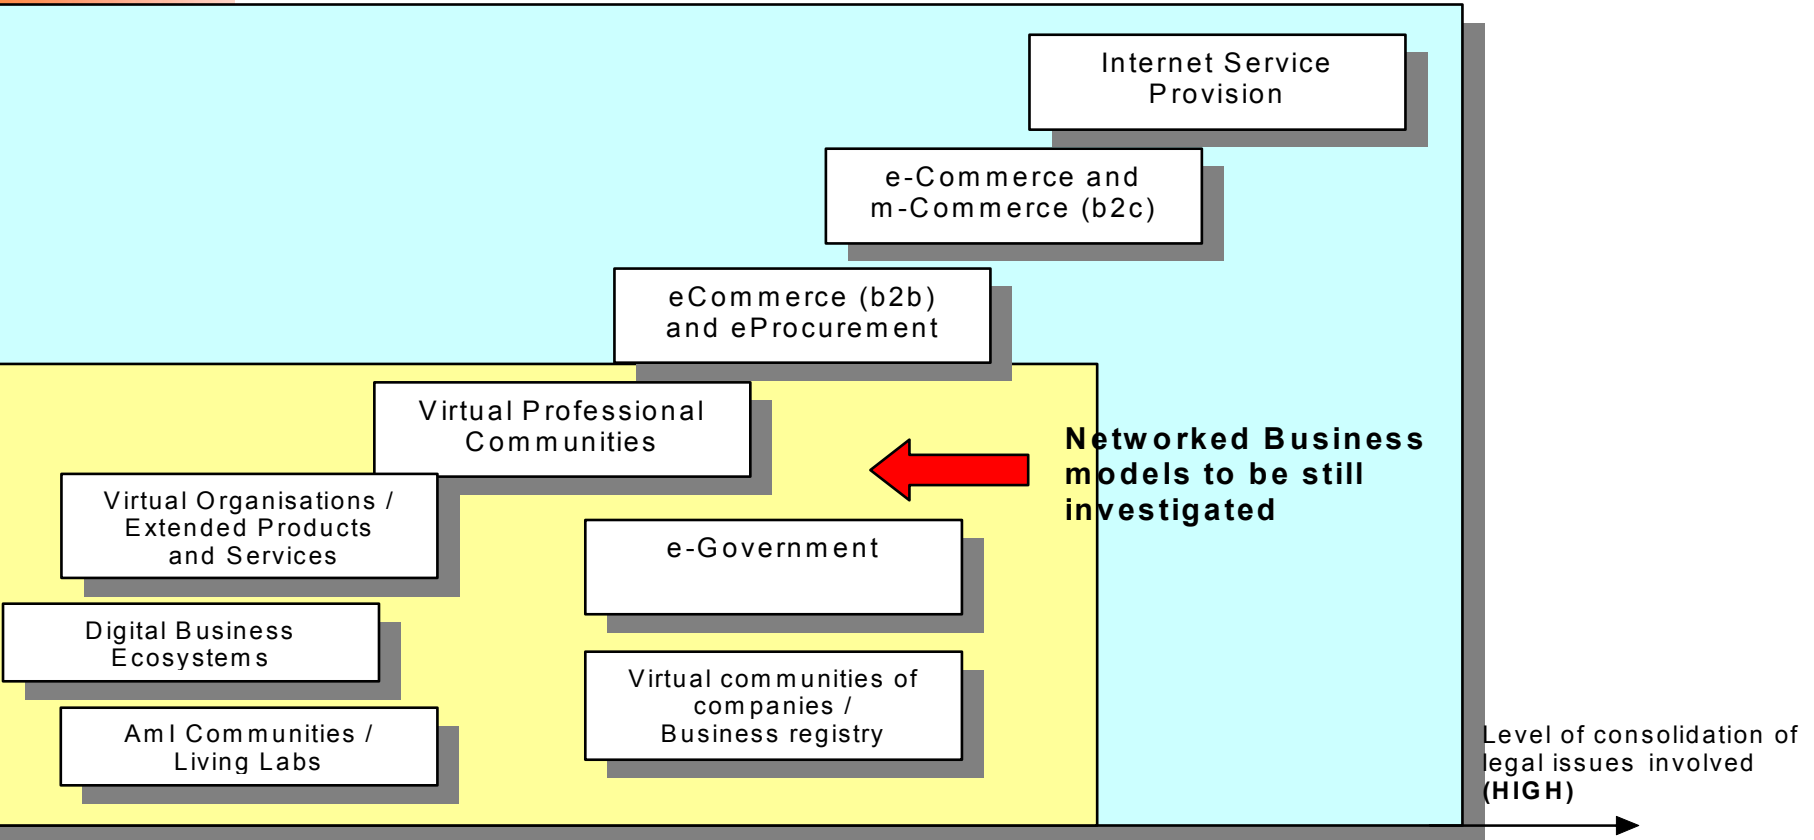 Internet Service
Provision
e-Commerce and
m-Commerce (b2c)
eCommerce (b2b)
and eProcurement
Virtual Professional
Communities
Networked Business
models to be still
investigated
Virtual Organisations /
Extended Products
and Services
e-Government
Digital Business
Ecosystems
Virtual communities of
companies /
Business registry
AmI Communities /
Living Labs
Level of consolidation of
legal issues involved
(HIGH)